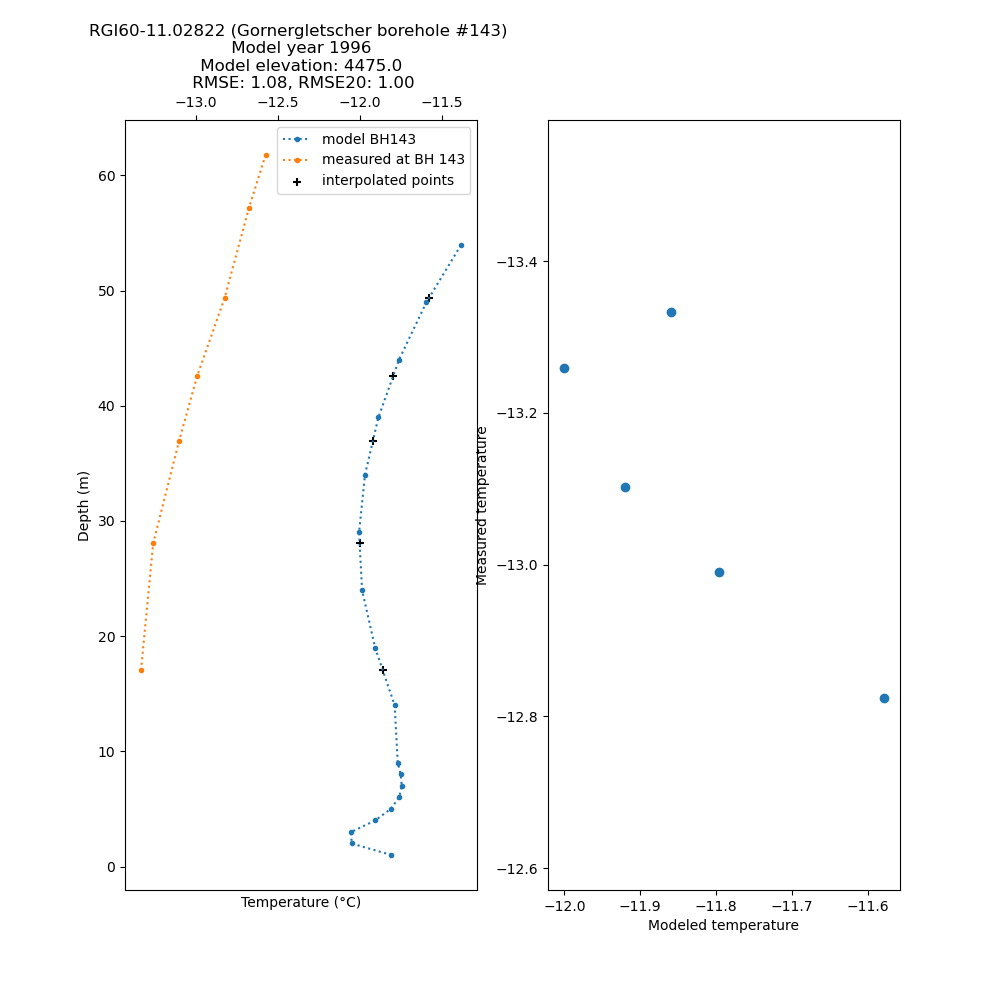 RGI60-11.02822 (Gornergletscher borehole #143)
Model year 1996
Model elevation: 4475.0
RMSE: 1.08, RMSE20: 1.00
−13.0 −12.5 −12.0 −11.5
model BH143
measured at BH 143
interpolated points
60
50
40
30
20
10
0
Depth (m)
Temperature (°C)
−13.4
−13.2
−13.0
−12.8
−12.6
Measured temperature
−12.0 −11.9 −11.8 −11.7 −11.6
Modeled temperature